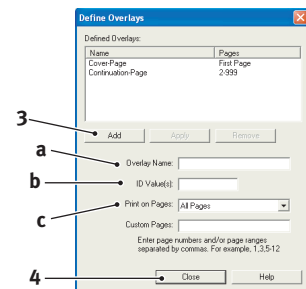 Define Overlays
Defined Overlays:
Name Pages
Cover-Page First Page
Continuation-Page 2-999
3 Add Apply Remove
a Overlay Name:
b ID Value(s):
c Print on Pages: All Pages
Custom Pages:
Enter page numbers and/or page ranges
separated by commas. For example, 1,3,5-12
4 Close Help